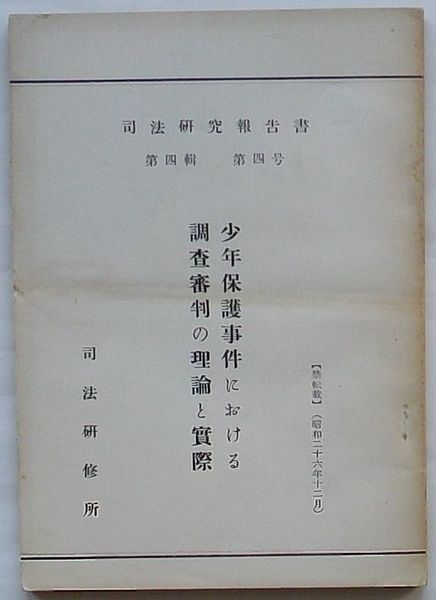 司法研究報告書
第四輯　第四号
少年保護事件における
調査審判の理論と實際
【禁転載】（昭和二十六年十二月）
司法研修所